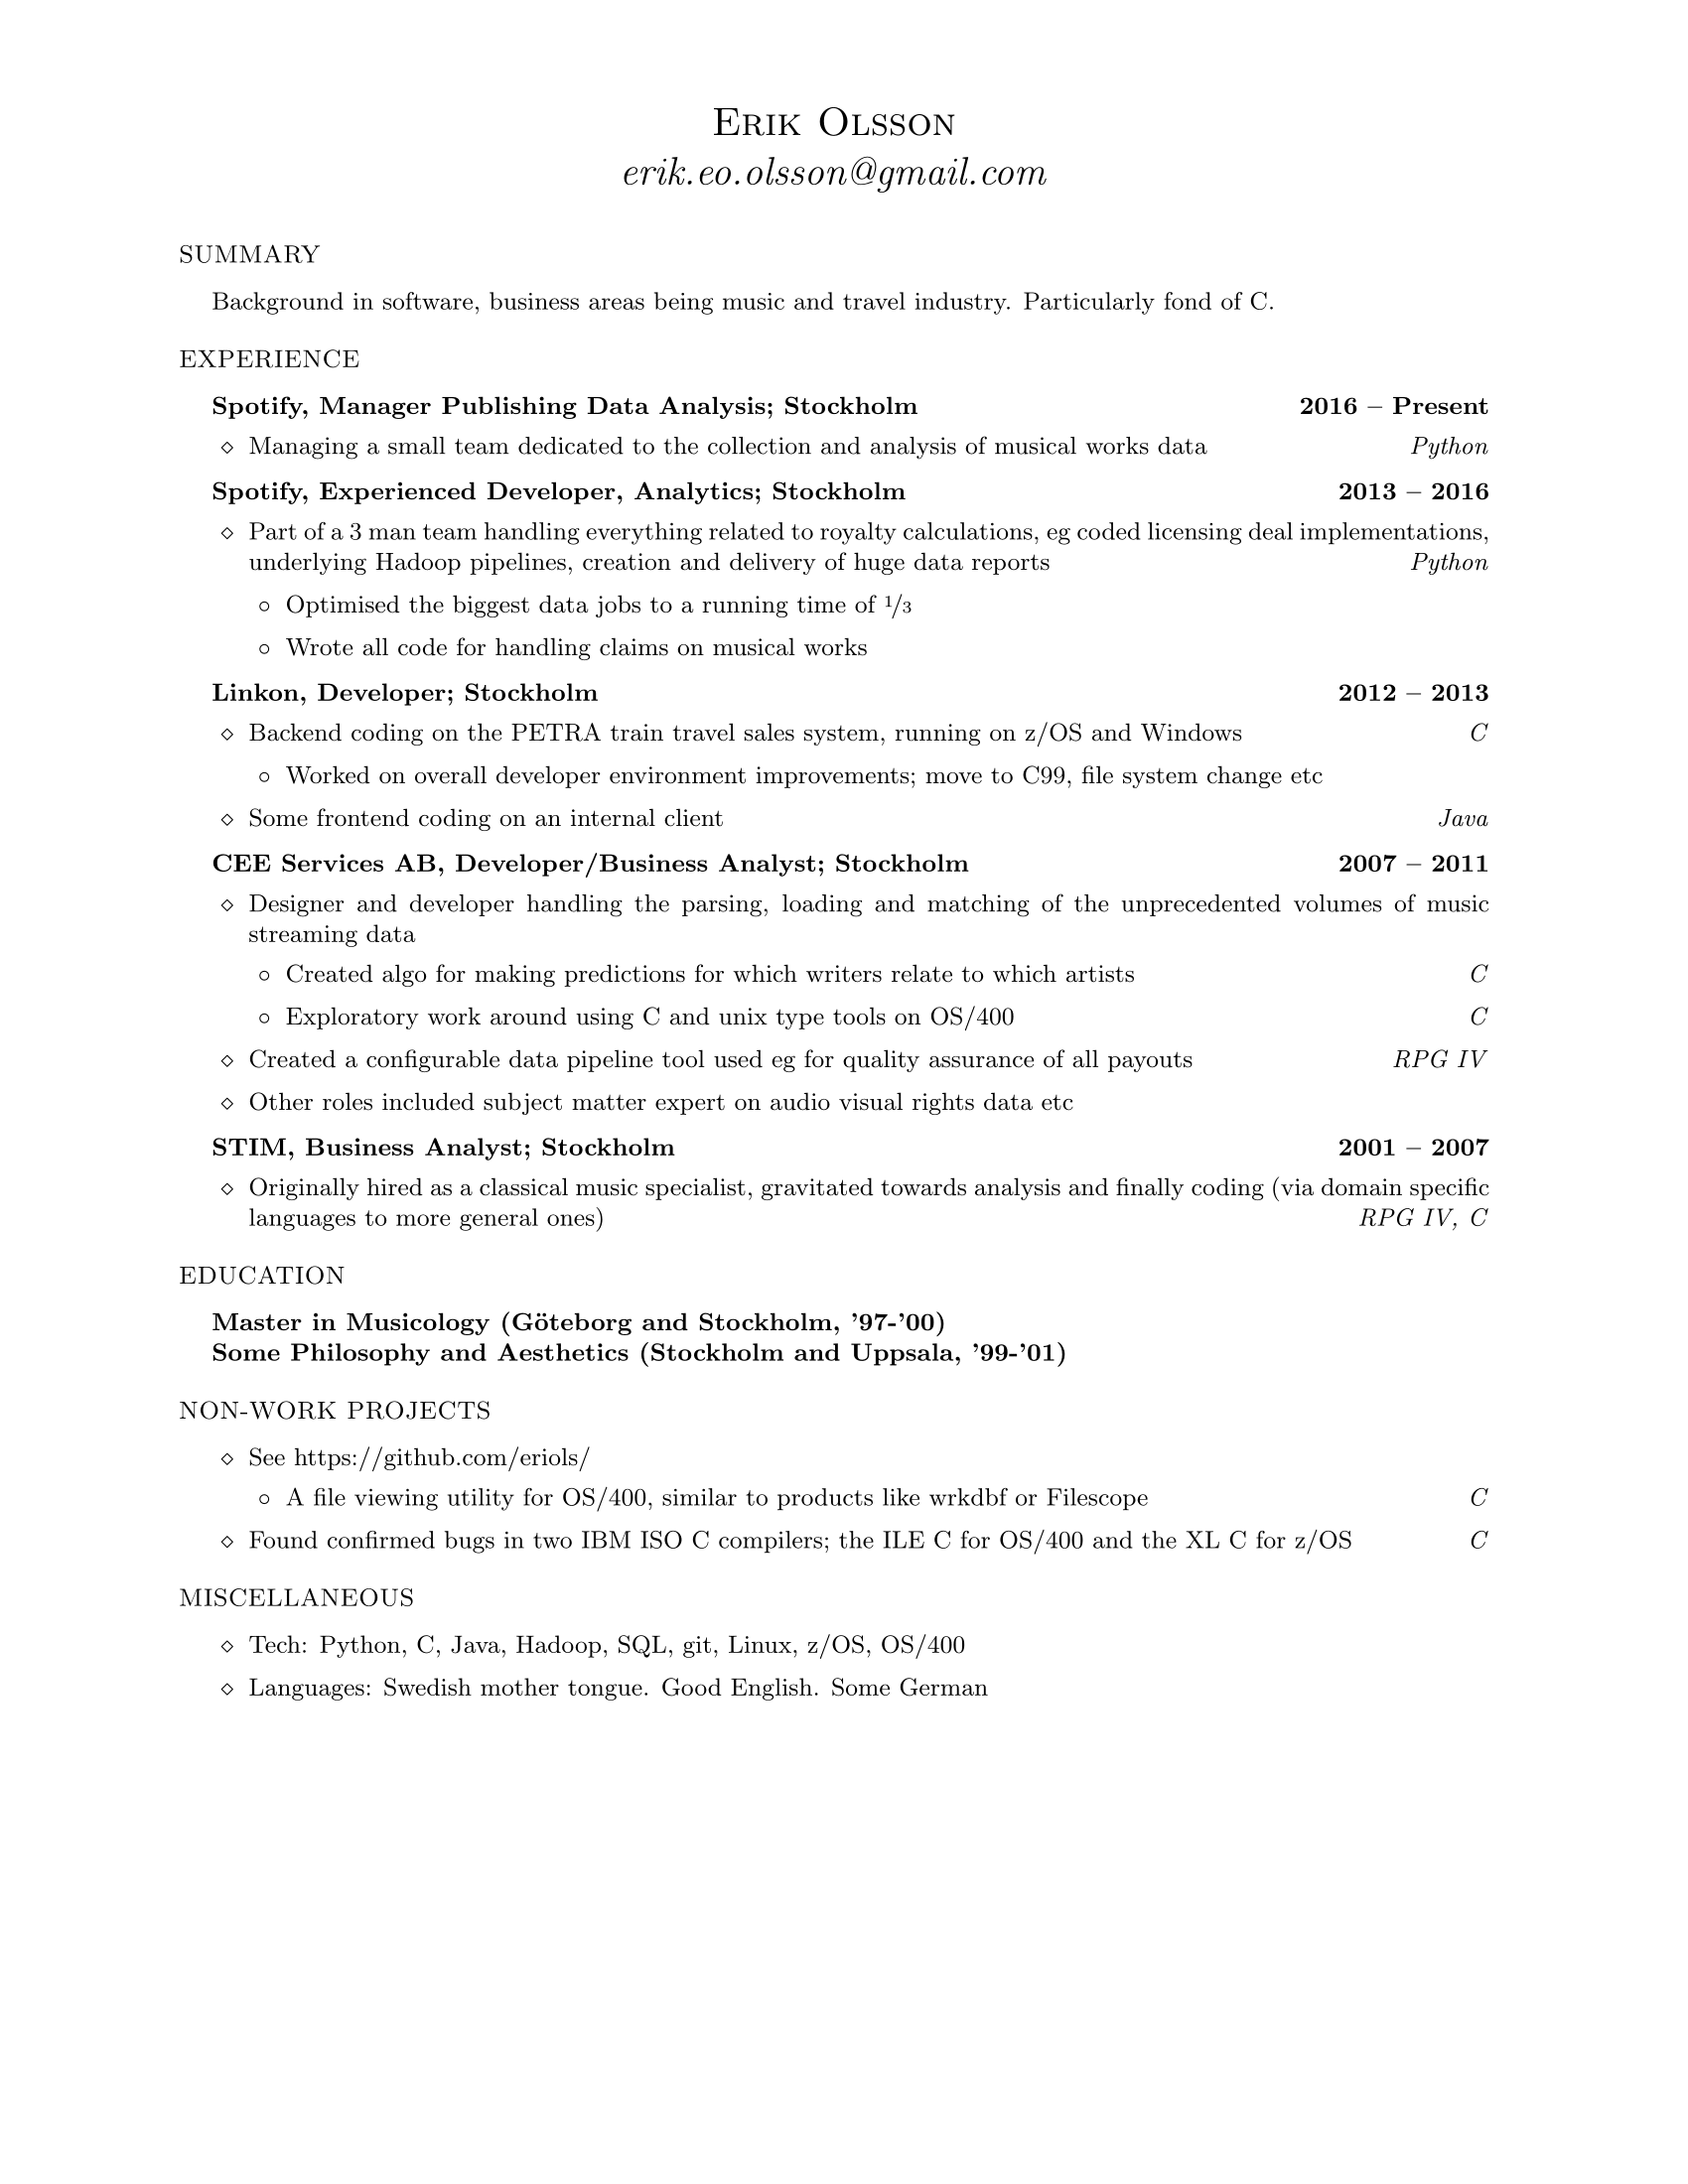 Erik Olsson
erik.eo.olsson@gmail.com
SUMMARY
Background in software, business areas being music and travel industry. Particularly fond of C.
EXPERIENCE
Spotify, Manager Publishing Data Analysis; Stockholm 2016 – Present
⋄ Managing a small team dedicated to the collection and analysis of musical works data Python
Spotify, Experienced Developer, Analytics; Stockholm 2013 – 2016
⋄ Part of a 3 man team handling everything related to royalty calculations, eg coded licensing deal implementations,
underlying Hadoop pipelines, creation and delivery of huge data reports Python
○ Optimised the biggest data jobs to a running time of 1/3
○ Wrote all code for handling claims on musical works
Linkon, Developer; Stockholm 2012 – 2013
⋄ Backend coding on the PETRA train travel sales system, running on z/OS and Windows C
○ Worked on overall developer environment improvements; move to C99, file system change etc
⋄ Some frontend coding on an internal client Java
CEE Services AB, Developer/Business Analyst; Stockholm 2007 – 2011
⋄ Designer and developer handling the parsing, loading and matching of the unprecedented volumes of music
streaming data
○ Created algo for making predictions for which writers relate to which artists C
○ Exploratory work around using C and unix type tools on OS/400 C
⋄ Created a configurable data pipeline tool used eg for quality assurance of all payouts RPG IV
⋄ Other roles included subject matter expert on audio visual rights data etc
STIM, Business Analyst; Stockholm 2001 – 2007
⋄ Originally hired as a classical music specialist, gravitated towards analysis and finally coding (via domain specific
languages to more general ones) RPG IV, C
EDUCATION
Master in Musicology (Göteborg and Stockholm, ’97-’00)
Some Philosophy and Aesthetics (Stockholm and Uppsala, ’99-’01)
NON-WORK PROJECTS
⋄ See https://github.com/eriols/
○ A file viewing utility for OS/400, similar to products like wrkdbf or Filescope C
⋄ Found confirmed bugs in two IBM ISO C compilers; the ILE C for OS/400 and the XL C for z/OS C
MISCELLANEOUS
⋄ Tech: Python, C, Java, Hadoop, SQL, git, Linux, z/OS, OS/400
⋄ Languages: Swedish mother tongue. Good English. Some German